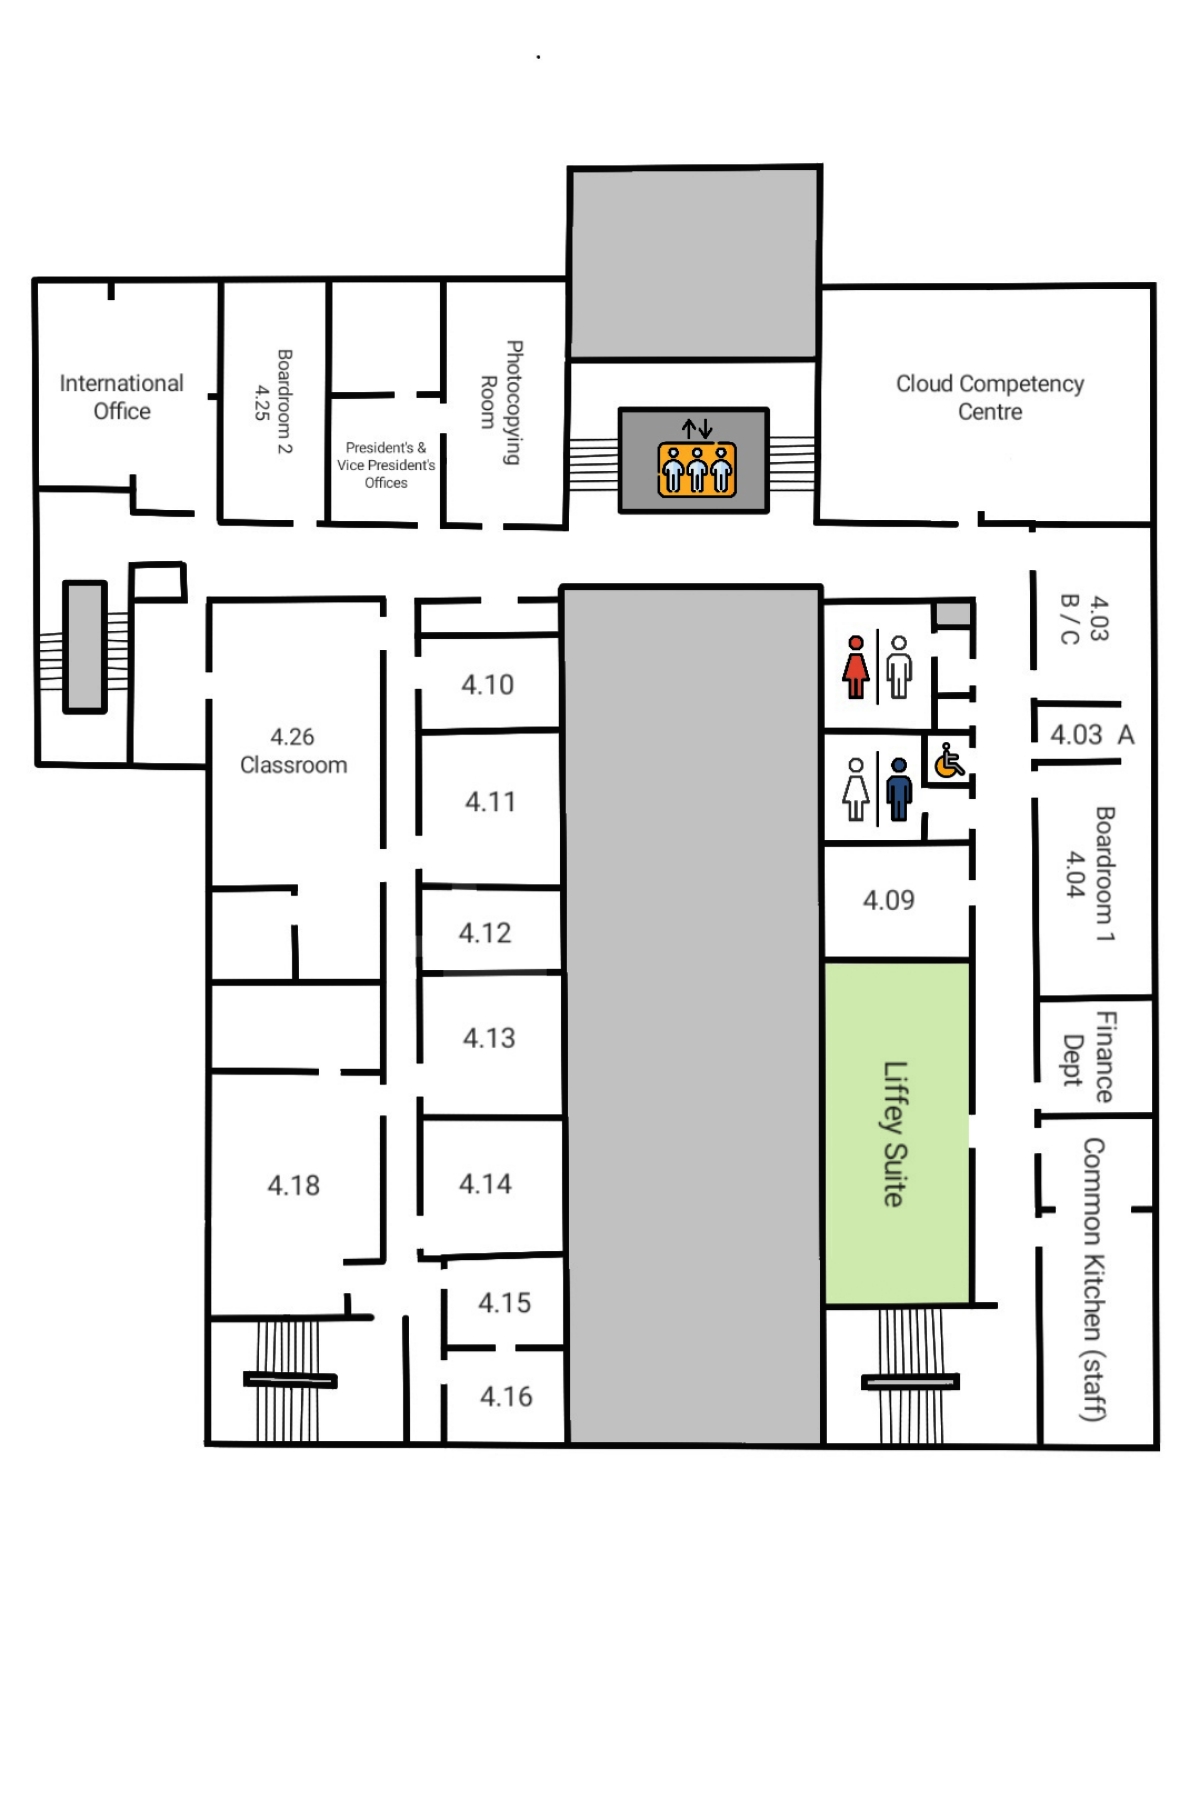 International
Office
Boardroom 2
4.25
President's &
Vice President's
Offices
Photocopying
Room
Cloud Competency
Centre
4.03
B / C
4.03 A
4.26
Classroom
4.10
4.11
4.12
4.13
4.14
4.15
4.16
4.18
4.09
Liffey Suite
Boardroom 1
4.04
Finance
Dept
Common Kitchen (staff)